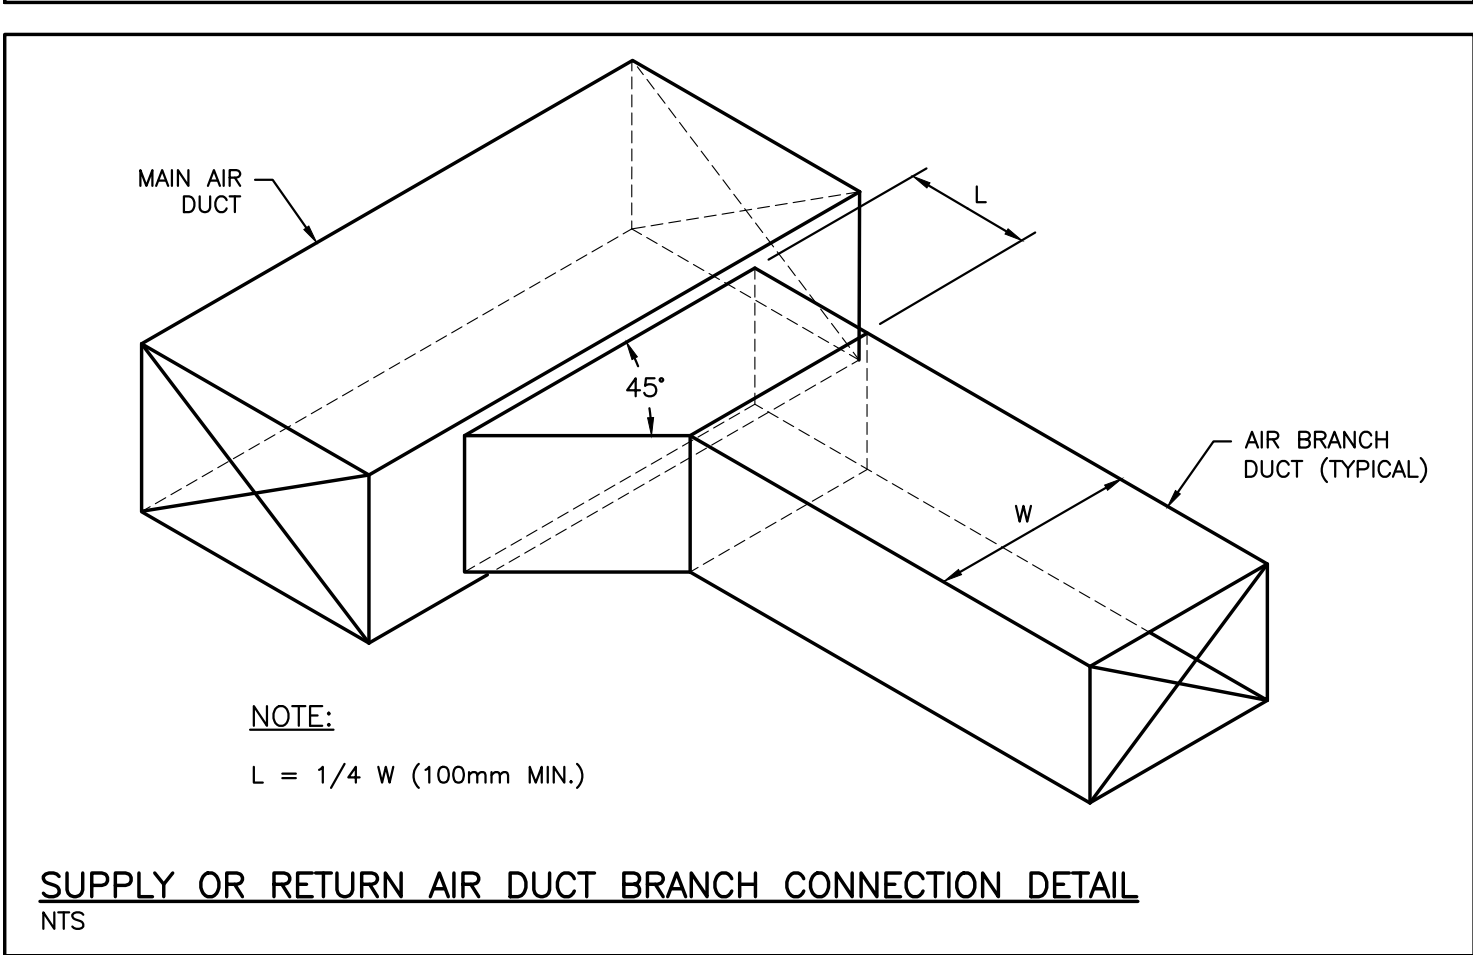 MAIN AIR
DUCT
L
45°
AIR BRANCH
DUCT (TYPICAL)
W
NOTE:
L = 1/4 W (100mm MIN.)
SUPPLY OR RETURN AIR DUCT BRANCH CONNECTION DETAIL
NTS